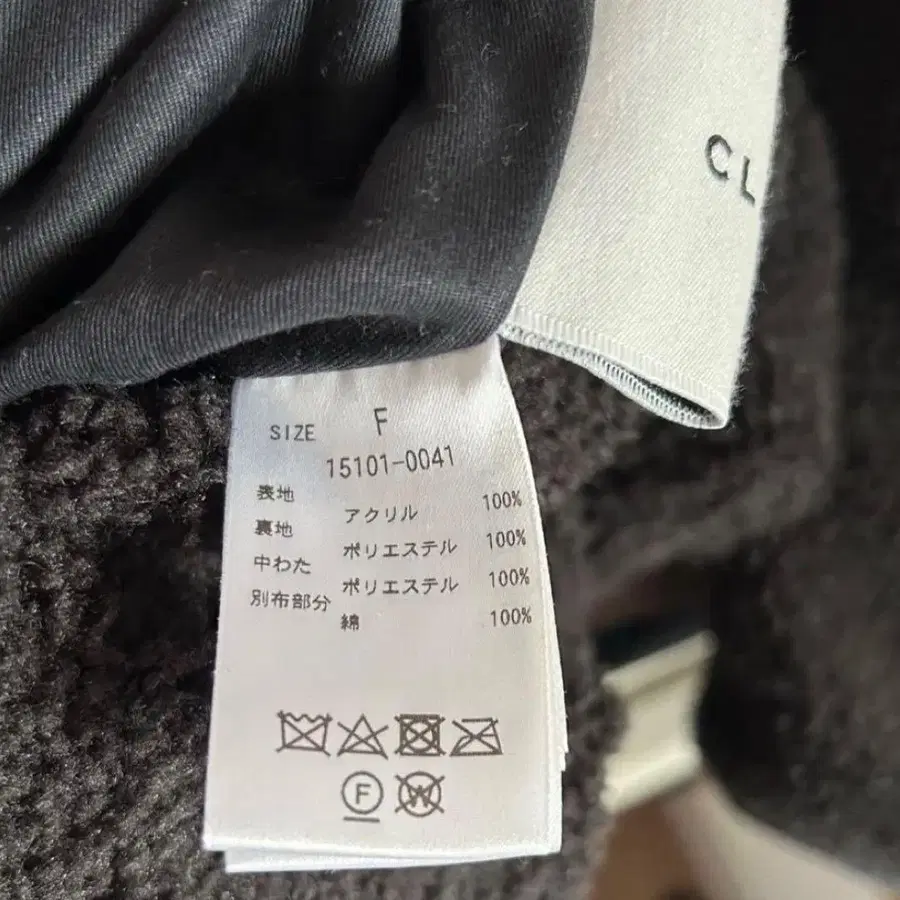 CL
SIZE F
15101-0041
表地 アクリル 100%
裏地 ポリエステル 100%
中わた ポリエステル 100%
別布部分 綿 100%
F W